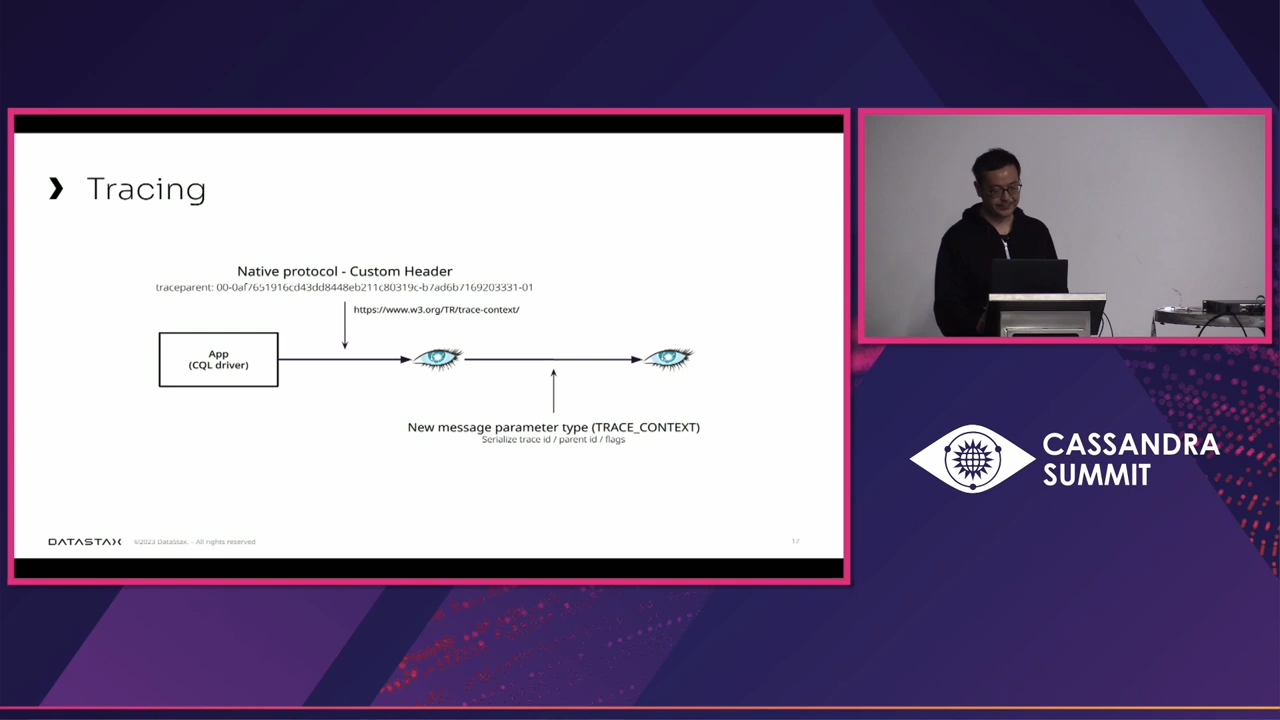 Tracing
Native protocol - Custom Header
traceparent: 00-0af7651916cd43dd8448eb211c80319c-b7ad6b7169203331-01
https://www.w3.org/TR/trace-context/
App
(CQL driver)
New message parameter type (TRACE_CONTEXT)
Serialize trace id / parent id / flags
DATASTAX
©2023 DataStax. – All rights reserved
17
CASSANDRA
SUMMIT